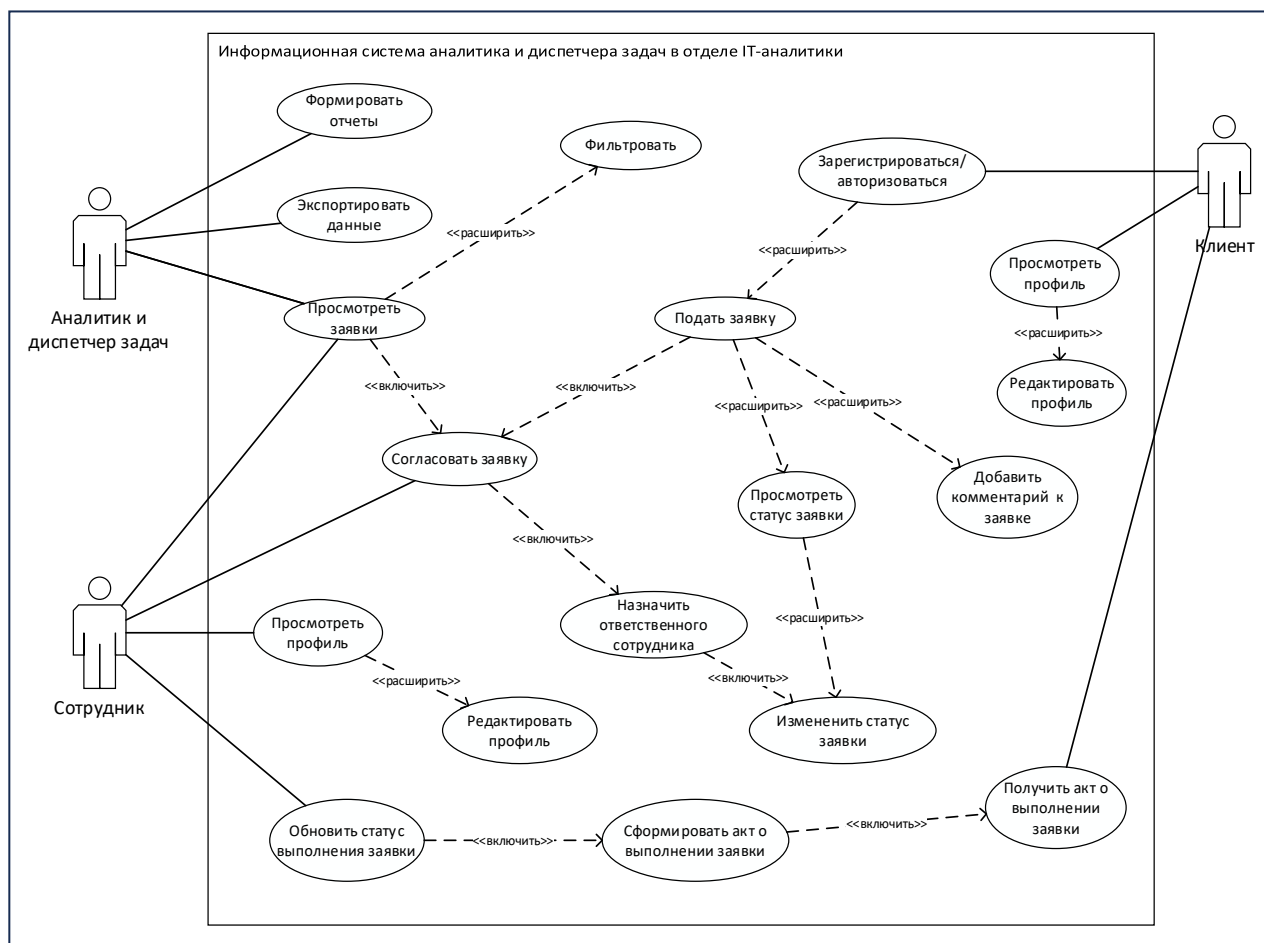 Информационная система аналитика и диспетчера задач в отделе IT-аналитики
Формировать
отчеты
Фильтровать
Зарегистрироваться/
авторизоваться
Экспортировать
данные
<<расширить>>
<<расширить>>
Клиент
Просмотреть
профиль
Аналитик и
диспетчер задач
Просмотреть
заявки
Подать заявку
<<расширить>>
<<включить>>
<<включить>>
<<расширить>>
<<расширить>>
Редактировать
профиль
Согласовать заявку
Просмотреть
статус заявки
Добавить
комментарий к
заявке
<<включить>>
Просмотреть
профиль
Назначить
ответственного
сотрудника
<<расширить>>
<<расширить>>
<<включить>>
Сотрудник
Редактировать
профиль
Измененить статус
заявки
Получить акт о
выполнении
заявки
Обновить статус
выполнения заявки
<<включить>>
Сформировать акт о
выполнении заявки
<<включить>>